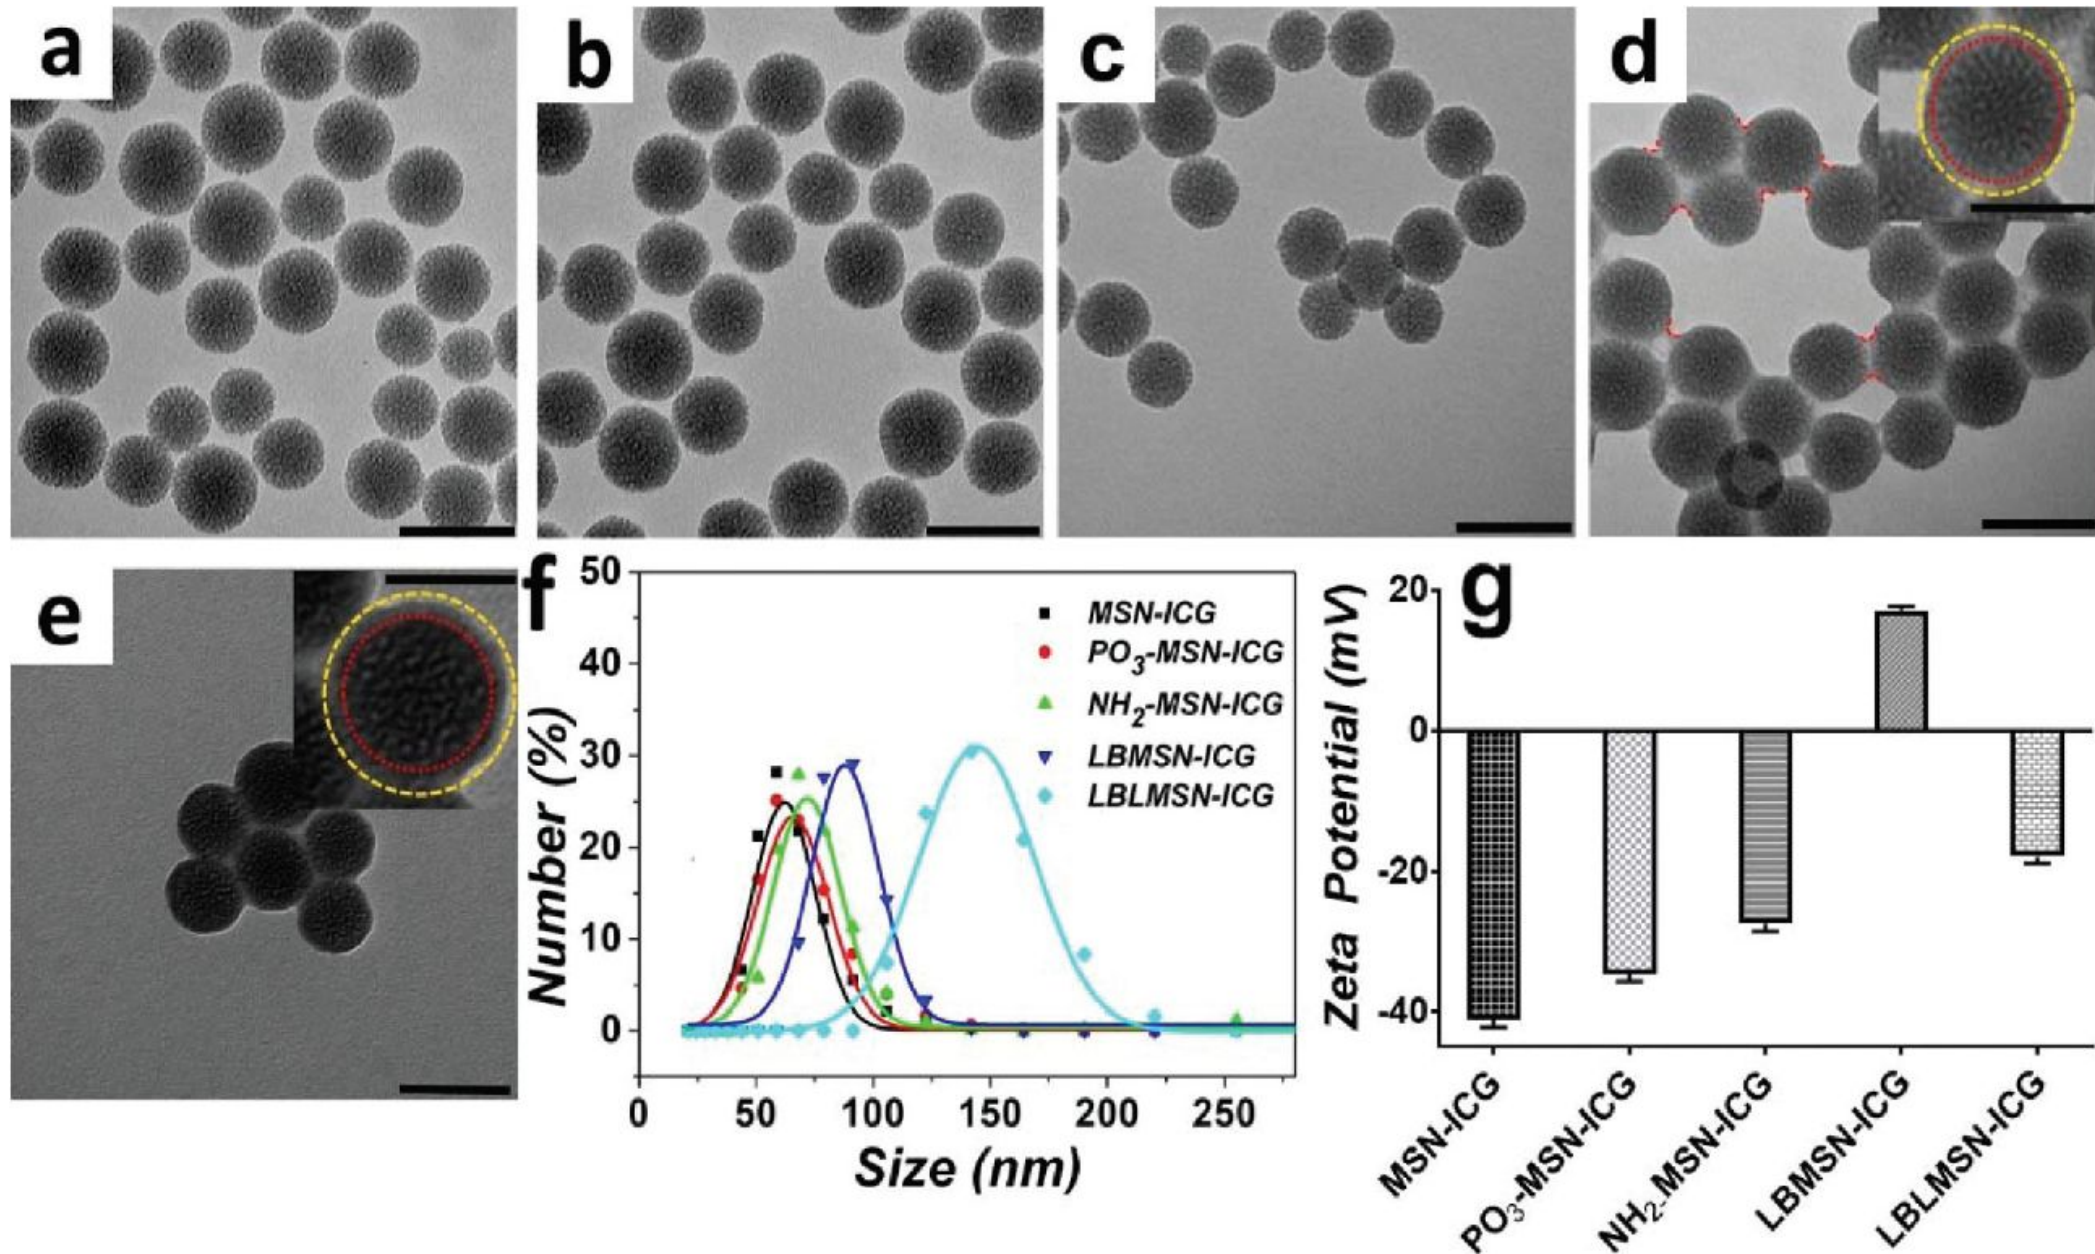 a
b
c
d
e
f
50
40
30
20
10
0
Number (%)
MSN-ICG
PO3-MSN-ICG
NH2-MSN-ICG
LBMSN-ICG
LBLMSN-ICG
0
50
100
150
200
250
Size (nm)
g
20
0
-20
-40
Zeta Potential (mV)
MSN-ICG
PO3-MSN-ICG
NH2-MSN-ICG
LBMSN-ICG
LBLMSN-ICG